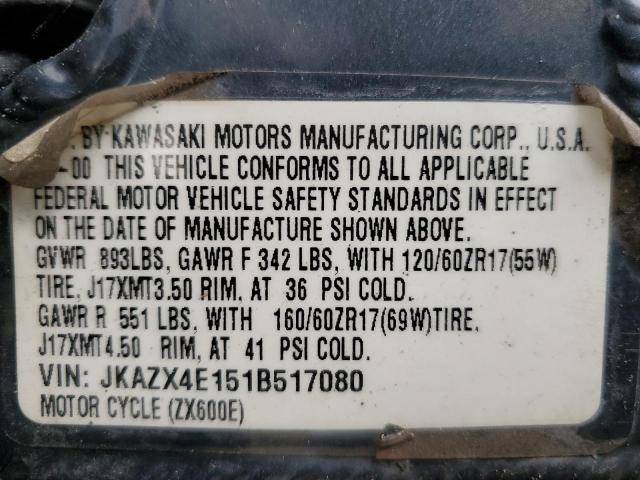 . BY KAWASAKI MOTORS MANUFACTURING CORP., U.S.A.
-00 THIS VEHICLE CONFORMS TO ALL APPLICABLE
FEDERAL MOTOR VEHICLE SAFETY STANDARDS IN EFFECT
ON THE DATE OF MANUFACTURE SHOWN ABOVE.
GVWR 893LBS, GAWR F 342 LBS, WITH 120/60ZR17(55W)
TIRE, J17XMT3.50 RIM, AT 36 PSI COLD.
GAWR R 551 LBS, WITH 160/60ZR17(69W)TIRE,
J17XMT4.50 RIM, AT 41 PSI COLD.
VIN: JKAZX4E151B517080
MOTOR CYCLE (ZX600E)